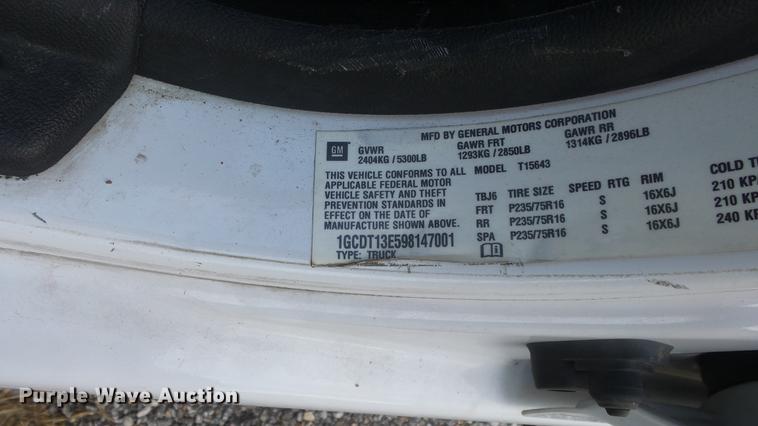 MFD BY GENERAL MOTORS CORPORATION
GM
GVWR GAWR FRT GAWR RR
2404KG / 5300LB 1293KG / 2850LB 1314KG / 2896LB
THIS VEHICLE CONFORMS TO ALL MODEL T15643
APPLICABLE FEDERAL MOTOR
VEHICLE SAFETY AND THEFT
PREVENTION STANDARDS IN
EFFECT ON THE DATE OF
MANUFACTURE SHOWN ABOVE.
1GCDT13E598147001
TYPE: TRUCK
TBJ6 TIRE SIZE SPEED RTG RIM COLD
FRT P235/75R16 S 16X6J 210
RR P235/75R16 S 16X6J 210
SPA P235/75R16 S 16X6J 240
Purple Wave Auction